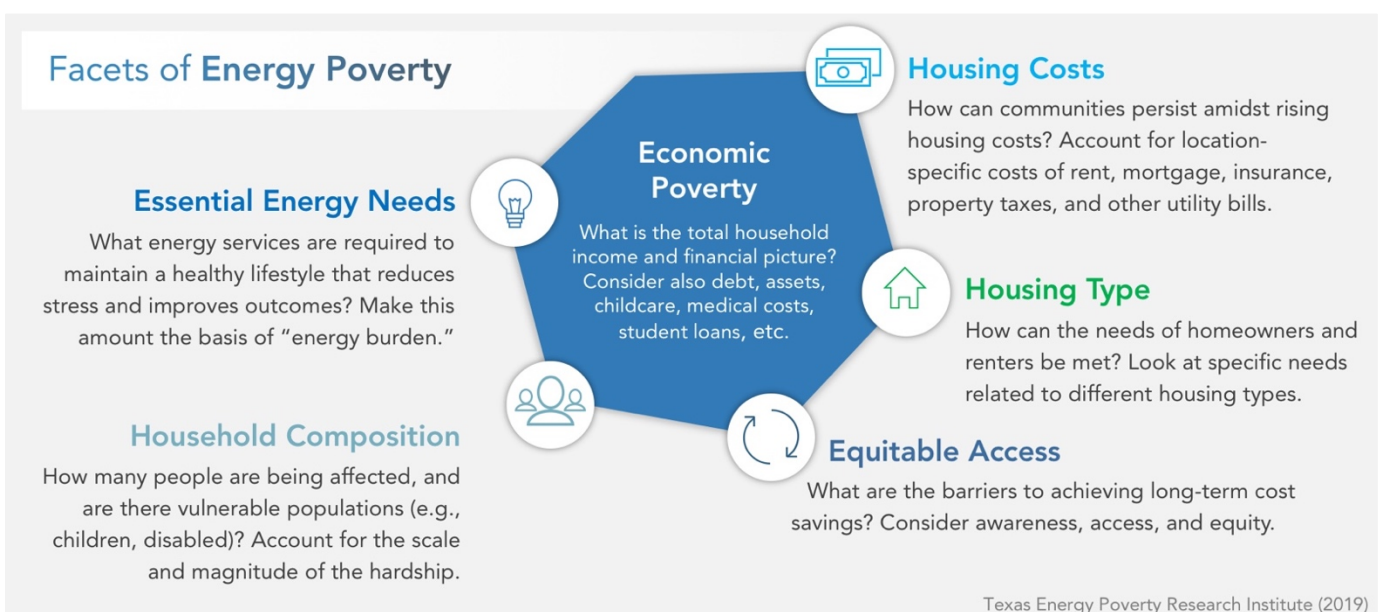 Facets of Energy Poverty
Economic
Poverty
What is the total household
income and financial picture?
Consider also debt, assets,
childcare, medical costs,
student loans, etc.
Housing Costs
How can communities persist amidst rising
housing costs? Account for location-
specific costs of rent, mortgage, insurance,
property taxes, and other utility bills.
Housing Type
How can the needs of homeowners and
renters be met? Look at specific needs
related to different housing types.
Equitable Access
What are the barriers to achieving long-term cost
savings? Consider awareness, access, and equity.
Essential Energy Needs
What energy services are required to
maintain a healthy lifestyle that reduces
stress and improves outcomes? Make this
amount the basis of “energy burden.”
Household Composition
How many people are being affected, and
are there vulnerable populations (e.g.,
children, disabled)? Account for the scale
and magnitude of the hardship.
Texas Energy Poverty Research Institute (2019)